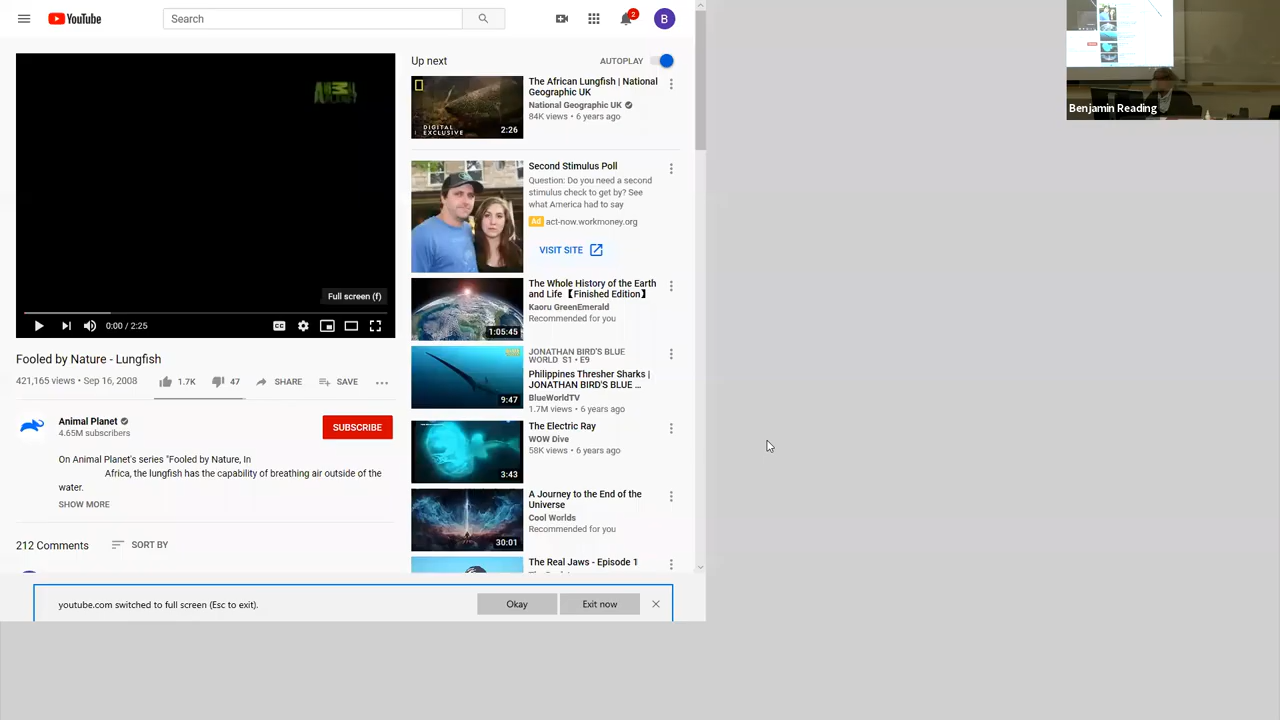 YouTube
Search
2
B
Benjamin Reading
Full screen (f)
0:00 / 2:25
CC
Fooled by Nature - Lungfish
421,165 views • Sep 16, 2008
1.7K
47
SHARE
SAVE
Animal Planet
4.65M subscribers
SUBSCRIBE
On Animal Planet's series "Fooled by Nature, In
Africa, the lungfish has the capability of breathing air outside of the
water.
SHOW MORE
212 Comments
SORT BY
Up next
AUTOPLAY
DIGITAL
EXCLUSIVE
2:26
The African Lungfish | National
Geographic UK
National Geographic UK
84K views • 6 years ago
Second Stimulus Poll
Question: Do you need a second
stimulus check to get by? See
what America had to say
Ad act-now.workmoney.org
VISIT SITE
1:05:45
The Whole History of the Earth
and Life 【Finished Edition】
Kaoru GreenEmerald
Recommended for you
9:47
JONATHAN BIRD'S BLUE
WORLD S1 • E9
Philippines Thresher Sharks |
JONATHAN BIRD'S BLUE ...
BlueWorldTV
1.7M views • 6 years ago
3:43
The Electric Ray
WOW Dive
58K views • 6 years ago
30:01
A Journey to the End of the
Universe
Cool Worlds
Recommended for you
The Real Jaws - Episode 1
youtube.com switched to full screen (Esc to exit).
Okay
Exit now